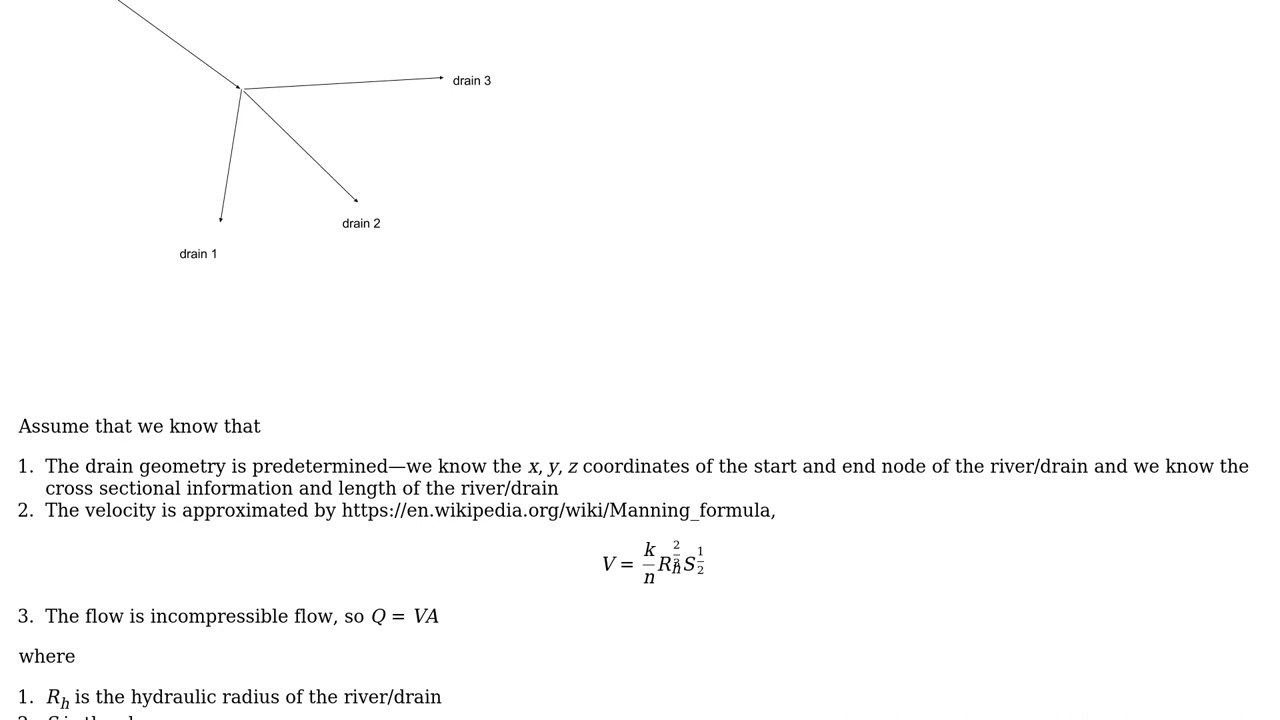 drain 3
drain 2
drain 1
Assume that we know that
1. The drain geometry is predetermined—we know the x, y, z coordinates of the start and end node of the river/drain and we know the
cross sectional information and length of the river/drain
2. The velocity is approximated by https://en.wikipedia.org/wiki/Manning_formula,
V = \frac{k}{n} R_h^{\frac{2}{3}} S^{\frac{1}{2}}
3. The flow is incompressible flow, so Q = VA
where
1. R_h is the hydraulic radius of the river/drain